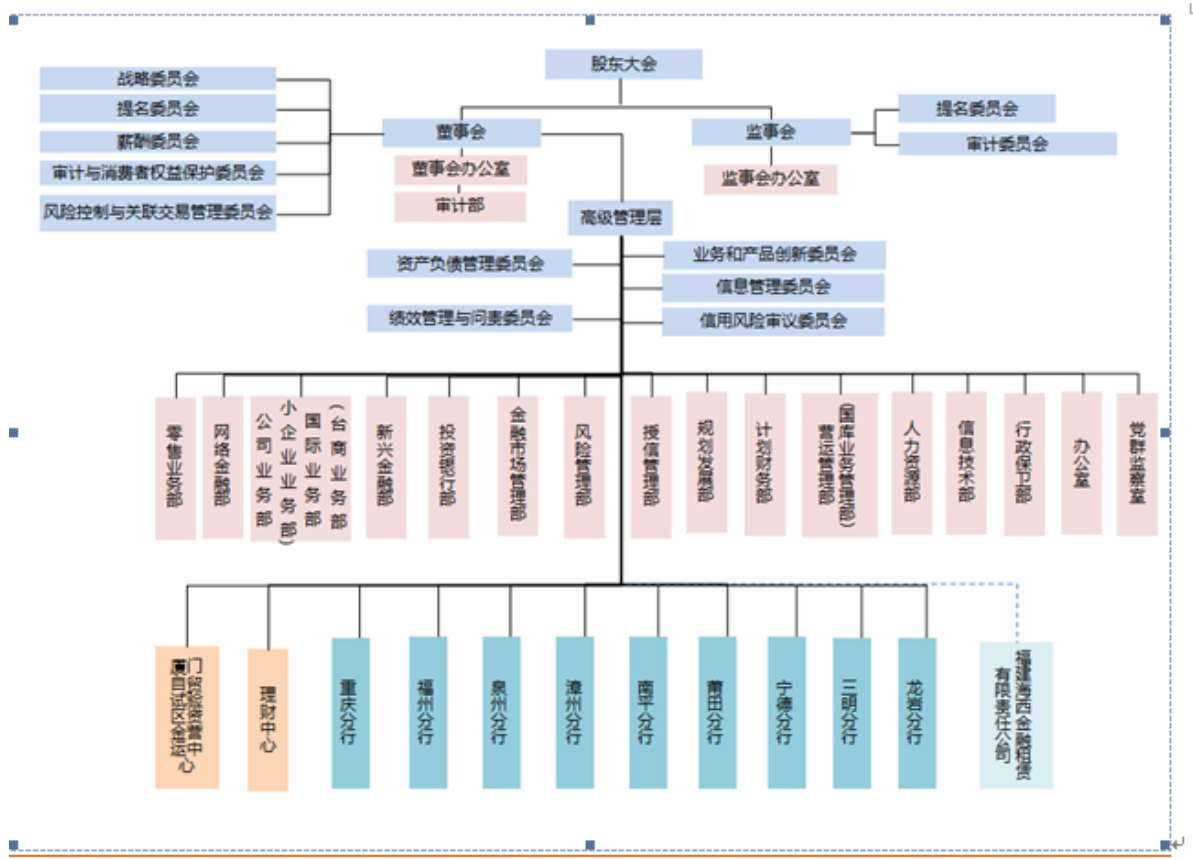 股东大会
战略委员会
提名委员会
薪酬委员会
审计与消费者权益保护委员会
风险控制与关联交易管理委员会
董事会
监事会
提名委员会
审计委员会
董事会办公室
审计部
监事会办公室
高级管理层
资产负债管理委员会
绩效管理与问责委员会
业务和产品创新委员会
信息管理委员会
信用风险审议委员会
零售业务部
网络金融部
公司业务部
小企业业务部)
国际业务部
(台商业务部
新兴金融部
投资银行部
金融市场管理部
风险管理部
授信管理部
规划发展部
计划财务部
营运管理部
(国库业务管理部)
人力资源部
信息技术部
行政保卫部
办公室
党群监察室
厦自试区金运心
门贸验资营中
理财中心
重庆分行
福州分行
泉州分行
漳州分行
南平分行
莆田分行
宁德分行
三明分行
龙岩分行
福建海西金融租赁
有限责任公司